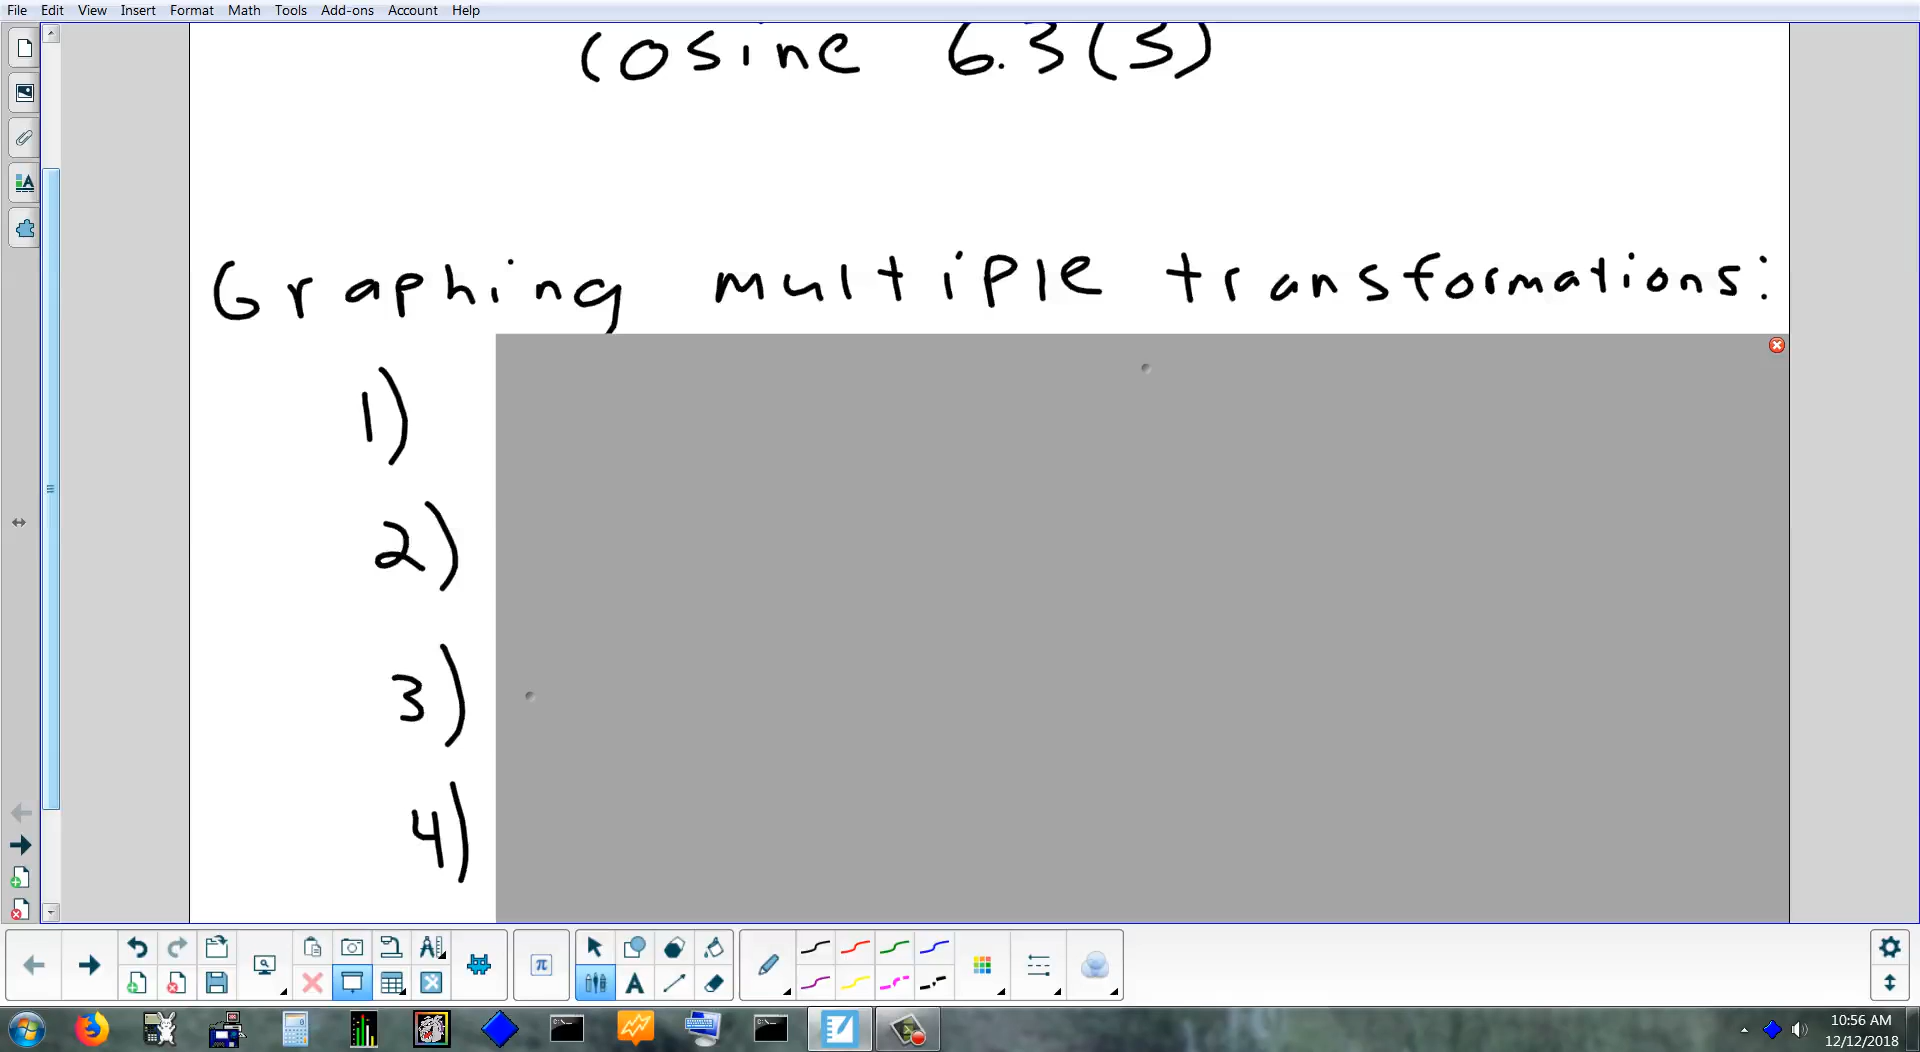 File Edit View Insert Format Math Tools Add-ons Account Help
Cosine 6.3(3)
Graphing multiple transformations:
1)
2)
3)
4)
π
A
10:56 AM
12/12/2018